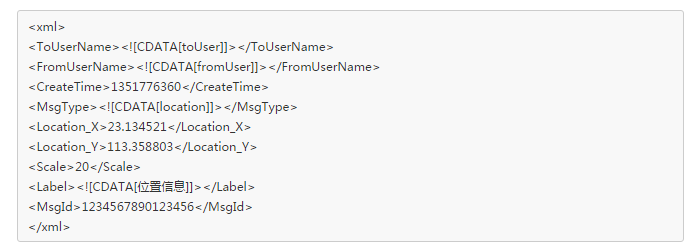 <xml>
<ToUserName><![CDATA[toUser]]></ToUserName>
<FromUserName><![CDATA[fromUser]]></FromUserName>
<CreateTime>1351776360</CreateTime>
<MsgType><![CDATA[location]]></MsgType>
<Location_X>23.134521</Location_X>
<Location_Y>113.358803</Location_Y>
<Scale>20</Scale>
<Label><![CDATA[位置信息]]></Label>
<MsgId>1234567890123456</MsgId>
</xml>